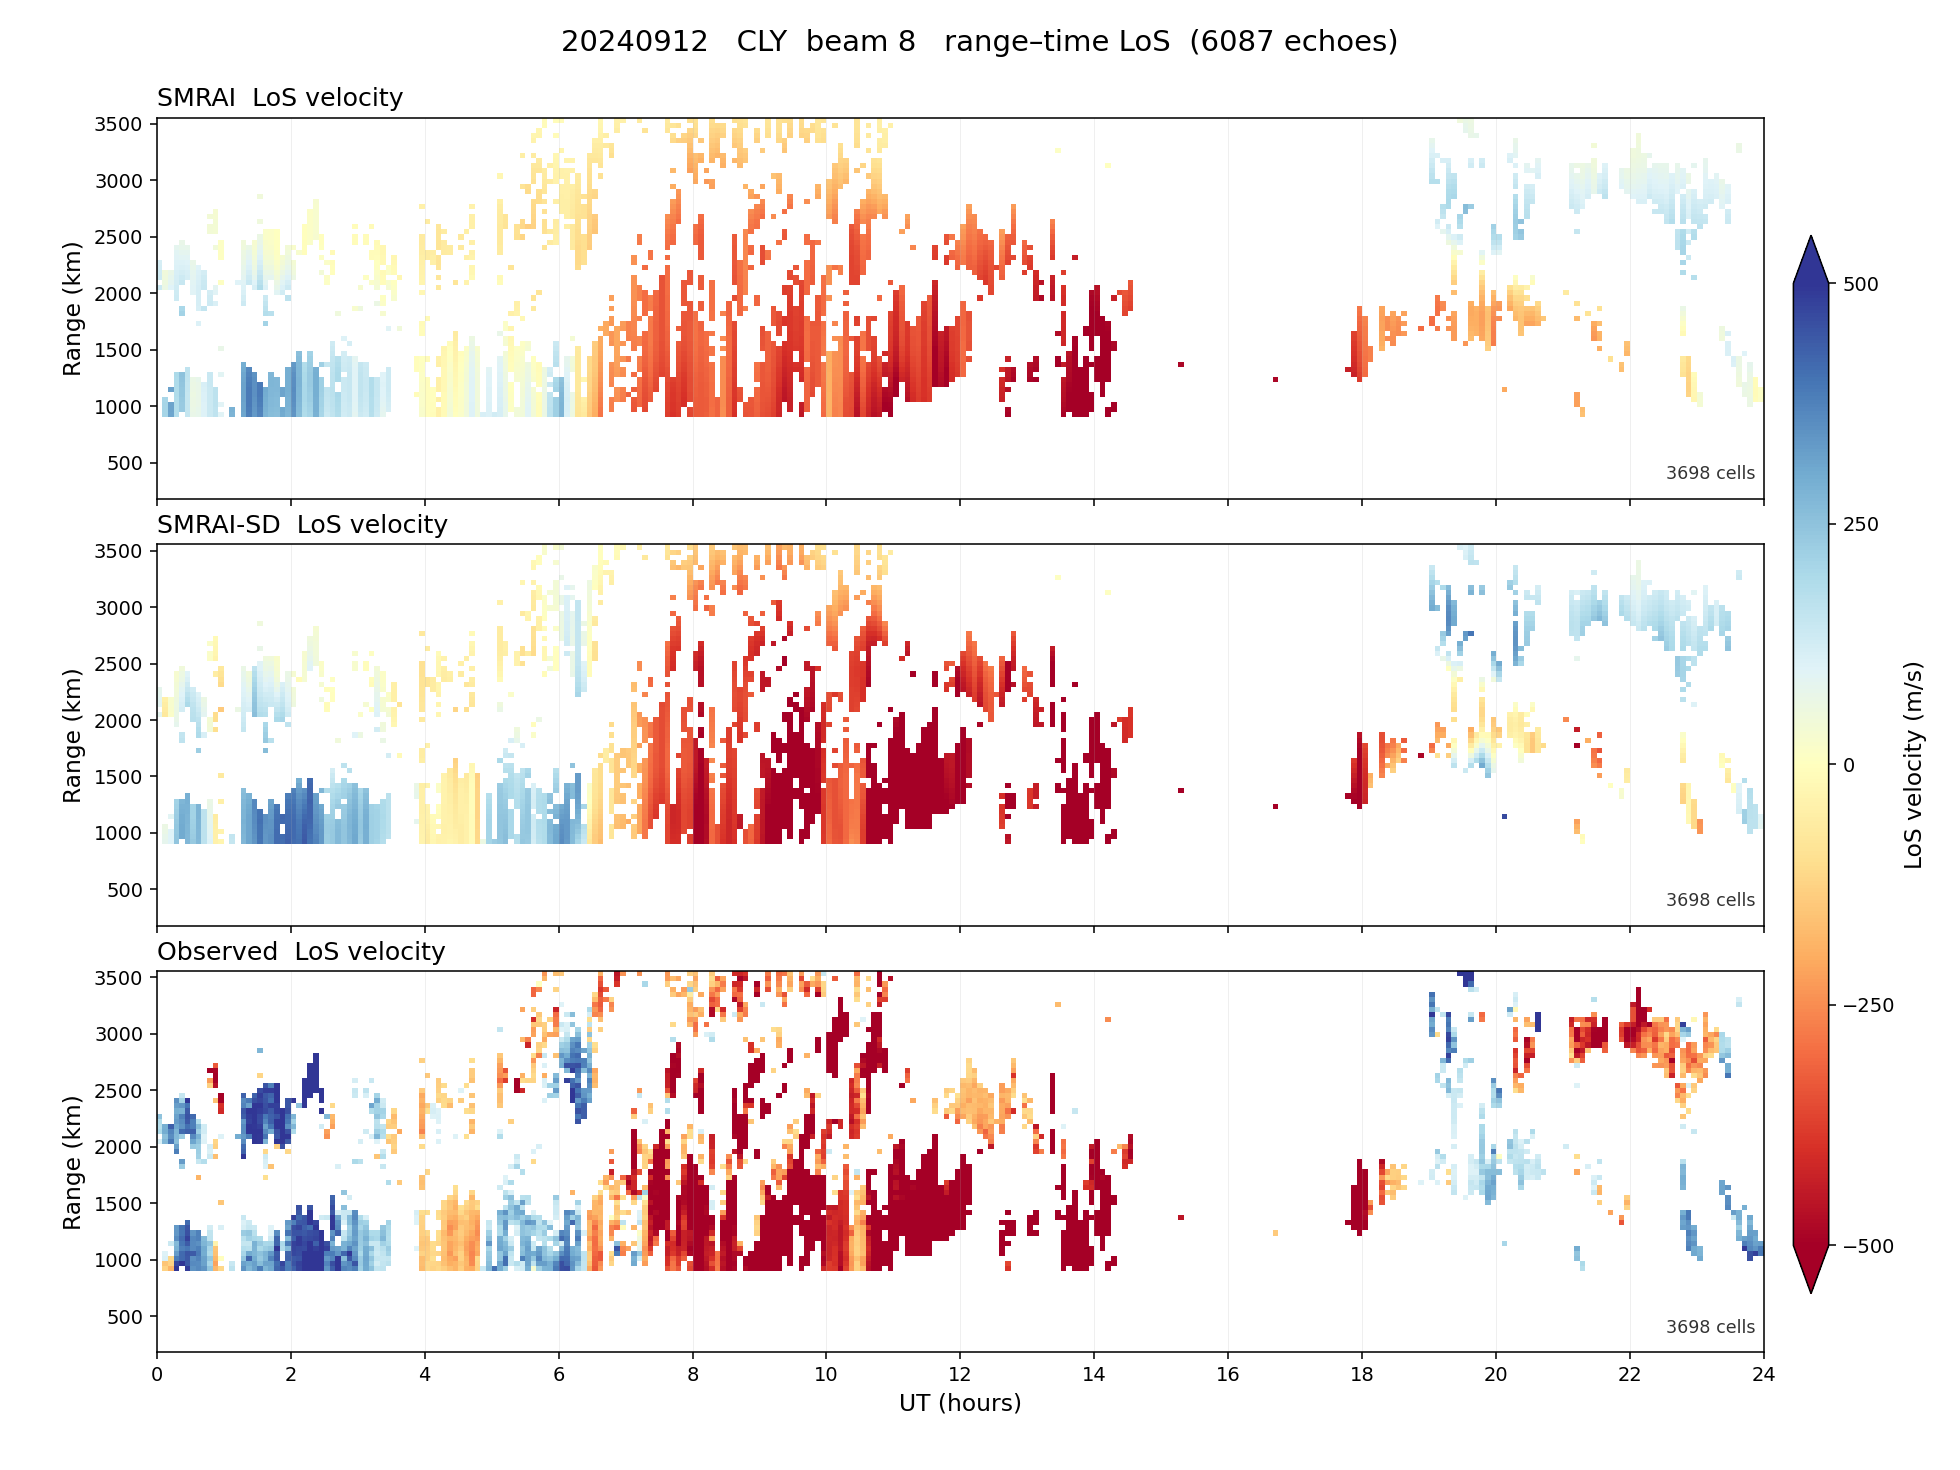 20240912 CLY beam 8 range–time LoS (6087 echoes)
SMRAI LoS velocity
3500
3000
2500
2000
1500
1000
500
Range (km)
3698 cells
SMRAI-SD LoS velocity
3500
3000
2500
2000
1500
1000
500
Range (km)
3698 cells
Observed LoS velocity
3500
3000
2500
2000
1500
1000
500
Range (km)
3698 cells
0 2 4 6 8 10 12 14 16 18 20 22 24
UT (hours)
500
250
0
−250
−500
LoS velocity (m/s)